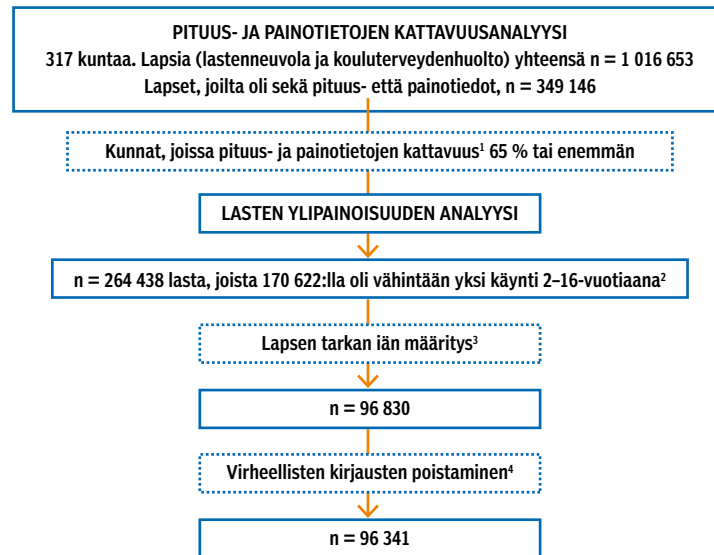 PITUUS- JA PAINOTIETOJEN KATTAVUUSANALYYSI
317 kuntaa. Lapsia (lastenneuvola ja kouluterveydenhuolto) yhteensä n = 1 016 653
Lapset, joilta oli sekä pituus- että painotiedot, n = 349 146
Kunnat, joissa pituus- ja painotietojen kattavuus¹ 65 % tai enemmän
LASTEN YLIPAINOISUUDEN ANALYYSI
n = 264 438 lasta, joista 170 622:lla oli vähintään yksi käynti 2–16-vuotiaana²
Lapsen tarkan iän määritys³
n = 96 830
Virheellisten kirjausten poistaminen⁴
n = 96 341